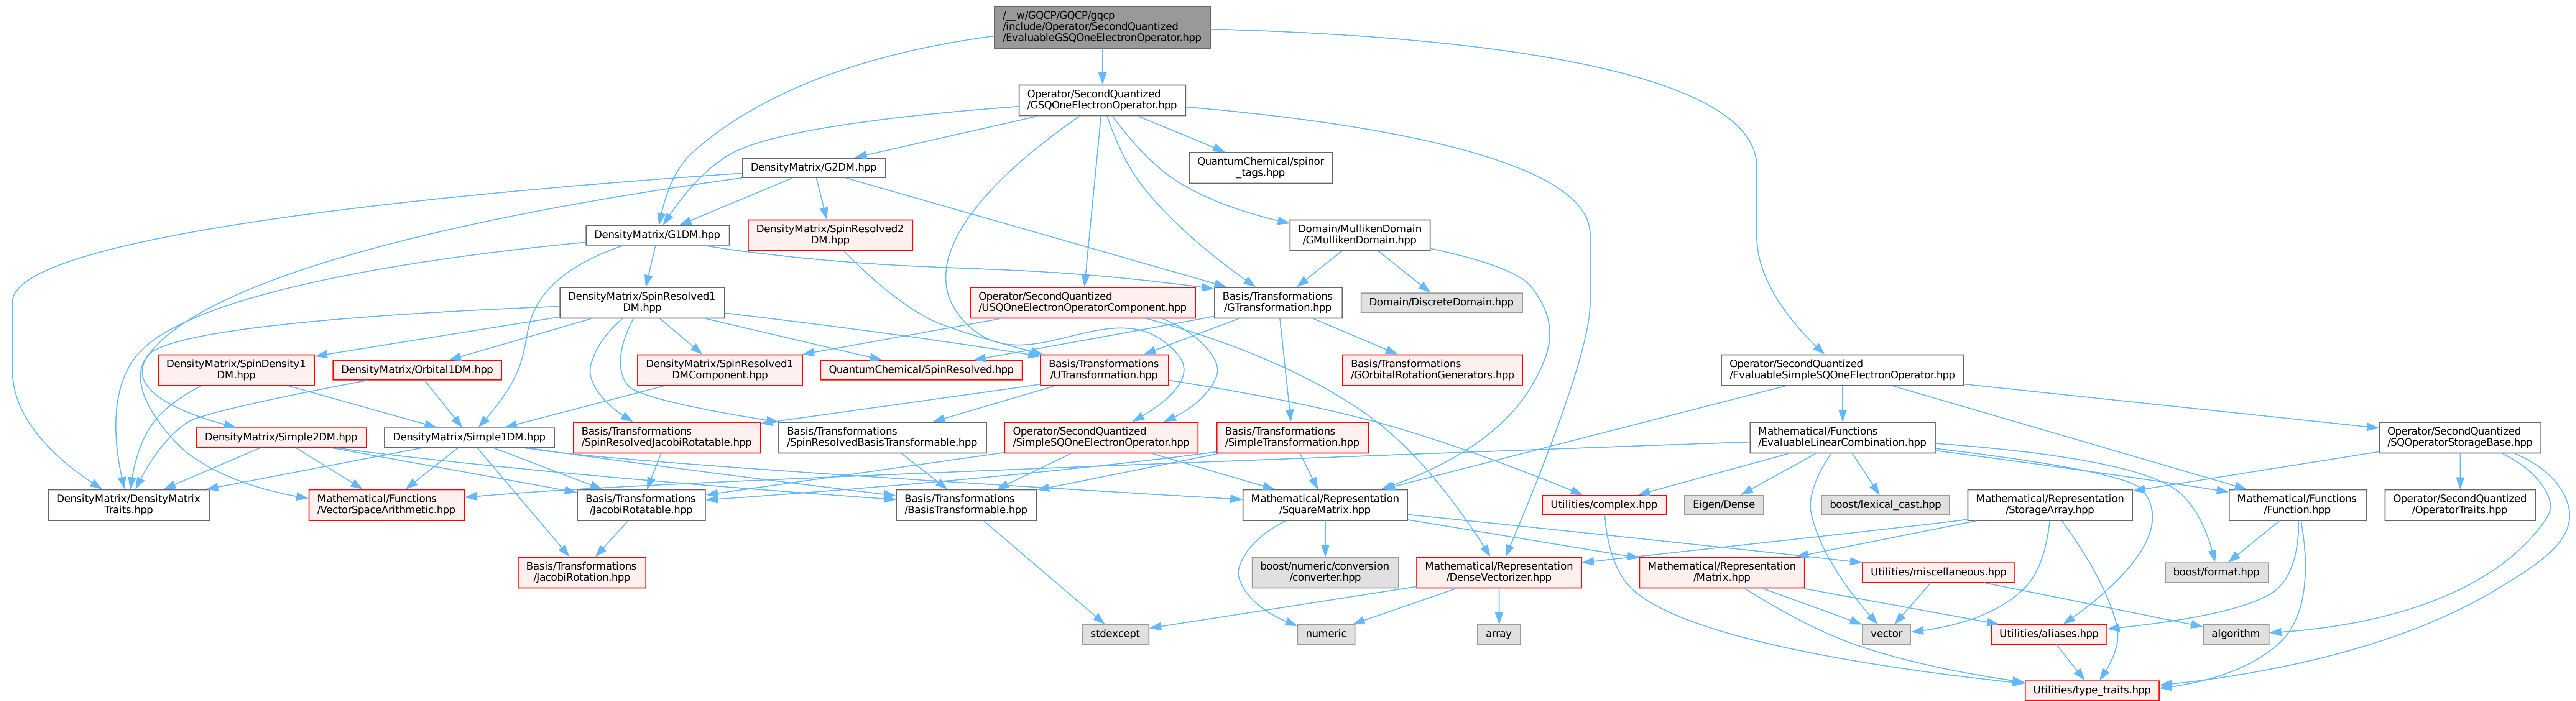 /__w/GQCP/GQCP/gqcp
/include/Operator/SecondQuantized
/EvaluableGSQOneElectronOperator.hpp
Operator/SecondQuantized
/GSQOneElectronOperator.hpp
DensityMatrix/G2DM.hpp
QuantumChemical/spinor
_tags.hpp
DensityMatrix/G1DM.hpp
DensityMatrix/SpinResolved2
DM.hpp
Domain/MullikenDomain
/GMullikenDomain.hpp
DensityMatrix/SpinResolved1
DM.hpp
Operator/SecondQuantized
/USQOneElectronOperatorComponent.hpp
Basis/Transformations
/GTransformation.hpp
Domain/DiscreteDomain.hpp
DensityMatrix/SpinDensity1
DM.hpp
DensityMatrix/Orbital1DM.hpp
DensityMatrix/SpinResolved1
DMComponent.hpp
QuantumChemical/SpinResolved.hpp
Basis/Transformations
/UTransformation.hpp
Basis/Transformations
/GOrbitalRotationGenerators.hpp
Operator/SecondQuantized
/EvaluableSimpleSQOneElectronOperator.hpp
DensityMatrix/Simple2DM.hpp
DensityMatrix/Simple1DM.hpp
Basis/Transformations
/SpinResolvedJacobiRotatable.hpp
Basis/Transformations
/SpinResolvedBasisTransformable.hpp
Operator/SecondQuantized
/SimpleSQOneElectronOperator.hpp
Basis/Transformations
/SimpleTransformation.hpp
Mathematical/Functions
/EvaluableLinearCombination.hpp
Operator/SecondQuantized
/SQOperatorStorageBase.hpp
DensityMatrix/DensityMatrix
Traits.hpp
Mathematical/Functions
/VectorSpaceArithmetic.hpp
Basis/Transformations
/JacobiRotatable.hpp
Basis/Transformations
/BasisTransformable.hpp
Mathematical/Representation
/SquareMatrix.hpp
Utilities/complex.hpp
Eigen/Dense
boost/lexical_cast.hpp
Mathematical/Representation
/StorageArray.hpp
Mathematical/Functions
/Function.hpp
Operator/SecondQuantized
/OperatorTraits.hpp
Basis/Transformations
/JacobiRotation.hpp
boost/numeric/conversion
/converter.hpp
Mathematical/Representation
/DenseVectorizer.hpp
Mathematical/Representation
/Matrix.hpp
Utilities/miscellaneous.hpp
boost/format.hpp
stdexcept
numeric
array
vector
Utilities/aliases.hpp
algorithm
Utilities/type_traits.hpp